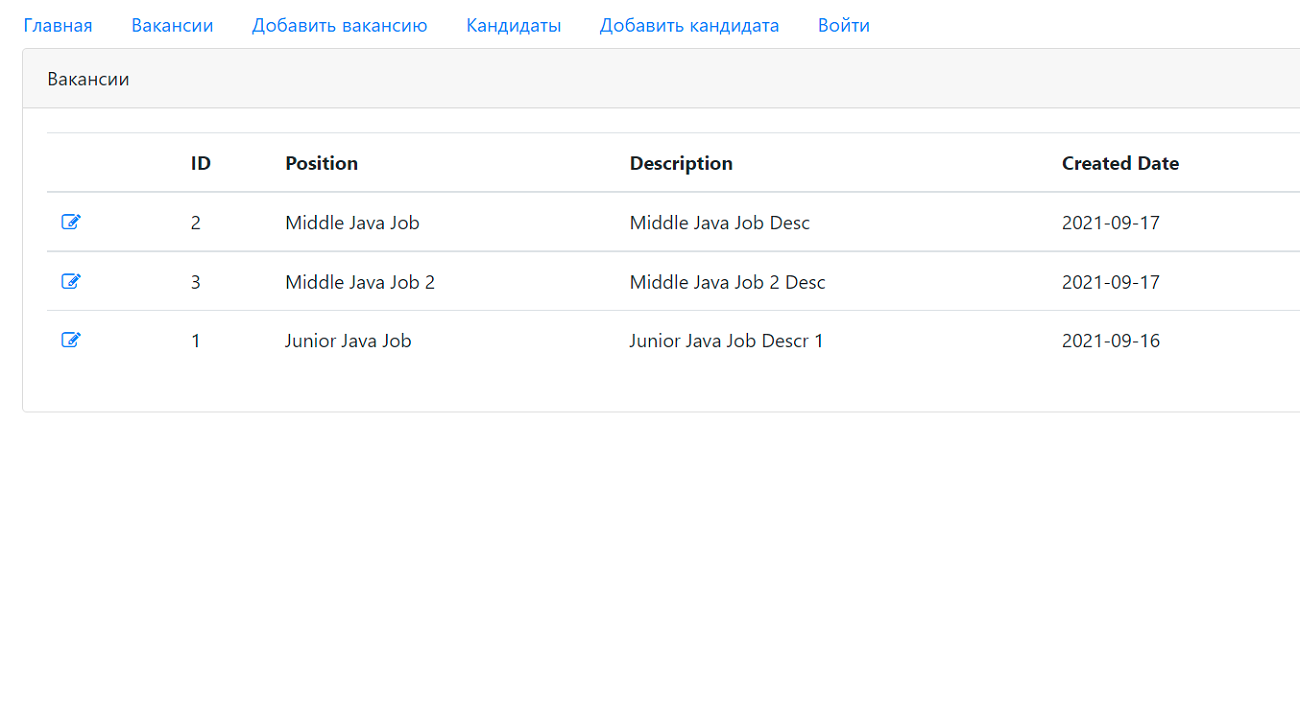 Главная Вакансии Добавить вакансию Кандидаты Добавить кандидата Войти
Вакансии
ID Position Description Created Date
2 Middle Java Job Middle Java Job Desc 2021-09-17
3 Middle Java Job 2 Middle Java Job 2 Desc 2021-09-17
1 Junior Java Job Junior Java Job Descr 1 2021-09-16